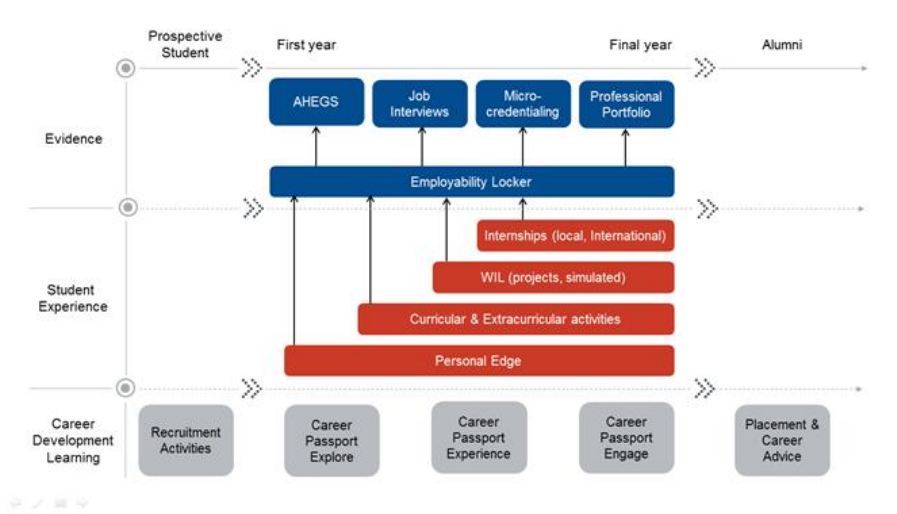 Prospective
Student
First year
Final year
Alumni
Evidence
AHEGS
Job
Interviews
Micro-
credentialing
Professional
Portfolio
Employability Locker
Student
Experience
Internships (local, International)
WIL (projects, simulated)
Curricular & Extracurricular activities
Personal Edge
Career
Development
Learning
Recruitment
Activities
Career
Passport
Explore
Career
Passport
Experience
Career
Passport
Engage
Placement &
Career
Advice